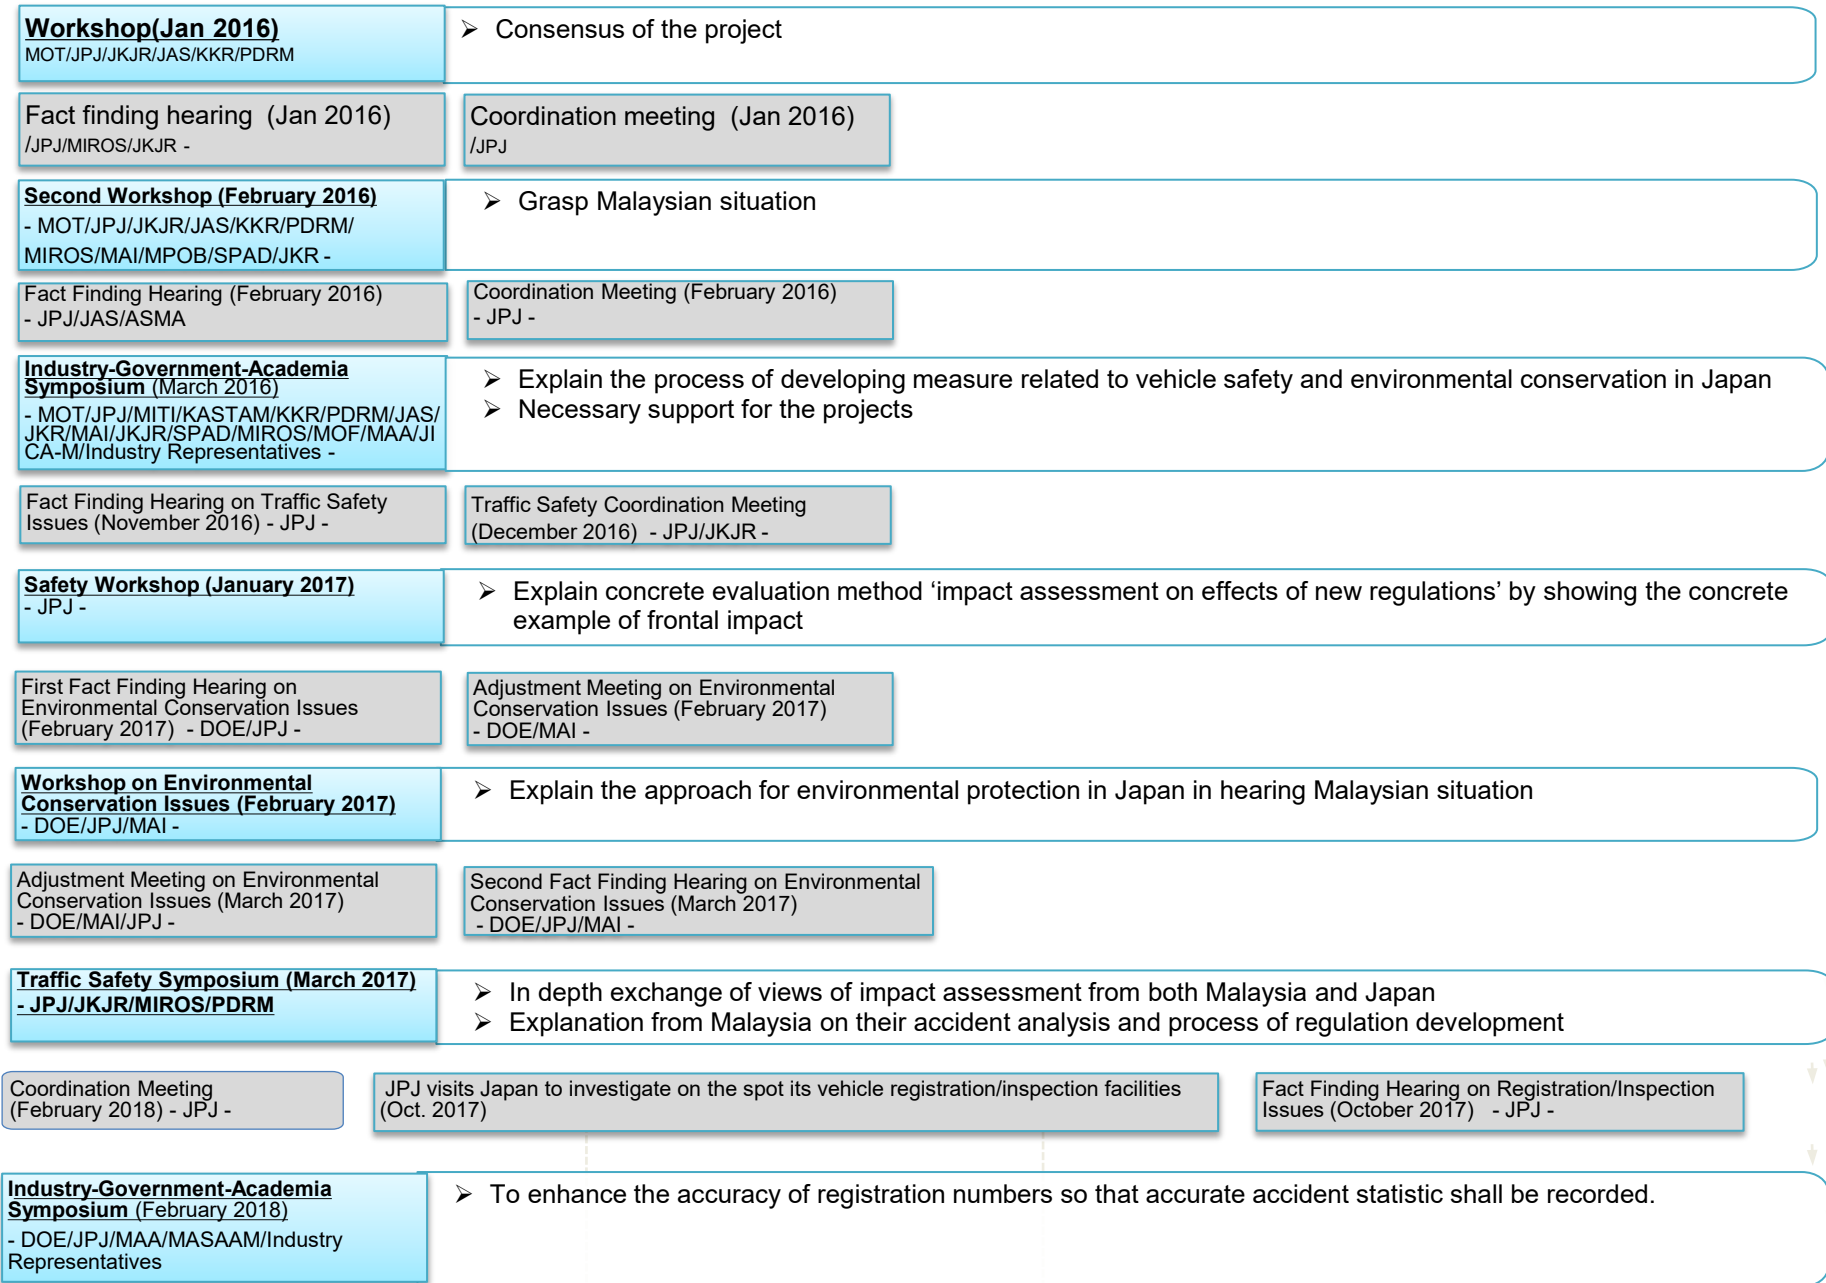 Workshop(Jan 2016)
MOT/JPJ/JKJR/JAS/KKR/PDRM
➢ Consensus of the project
Fact finding hearing (Jan 2016)
/JPJ/MIROS/JKJR -
Coordination meeting (Jan 2016)
/JPJ
Second Workshop (February 2016)
- MOT/JPJ/JKJR/JAS/KKR/PDRM/
MIROS/MAI/MPOB/SPAD/JKR -
➢ Grasp Malaysian situation
Fact Finding Hearing (February 2016)
- JPJ/JAS/ASMA
Coordination Meeting (February 2016)
- JPJ -
Industry-Government-Academia
Symposium (March 2016)
- MOT/JPJ/MITI/KASTAM/KKR/PDRM/JAS/
JKR/MAI/JKJR/SPAD/MIROS/MOF/MAA/JI
CA-M/Industry Representatives -
➢ Explain the process of developing measure related to vehicle safety and environmental conservation in Japan
➢ Necessary support for the projects
Fact Finding Hearing on Traffic Safety
Issues (November 2016) - JPJ -
Traffic Safety Coordination Meeting
(December 2016) - JPJ/JKJR -
Safety Workshop (January 2017)
- JPJ -
➢ Explain concrete evaluation method ‘impact assessment on effects of new regulations’ by showing the concrete
example of frontal impact
First Fact Finding Hearing on
Environmental Conservation Issues
(February 2017) - DOE/JPJ -
Adjustment Meeting on Environmental
Conservation Issues (February 2017)
- DOE/MAI -
Workshop on Environmental
Conservation Issues (February 2017)
- DOE/JPJ/MAI -
➢ Explain the approach for environmental protection in Japan in hearing Malaysian situation
Adjustment Meeting on Environmental
Conservation Issues (March 2017)
- DOE/MAI/JPJ -
Second Fact Finding Hearing on Environmental
Conservation Issues (March 2017)
- DOE/JPJ/MAI -
Traffic Safety Symposium (March 2017)
- JPJ/JKJR/MIROS/PDRM
➢ In depth exchange of views of impact assessment from both Malaysia and Japan
➢ Explanation from Malaysia on their accident analysis and process of regulation development
Coordination Meeting
(February 2018) - JPJ -
JPJ visits Japan to investigate on the spot its vehicle registration/inspection facilities
(Oct. 2017)
Fact Finding Hearing on Registration/Inspection
Issues (October 2017) - JPJ -
Industry-Government-Academia
Symposium (February 2018)
- DOE/JPJ/MAA/MASAAM/Industry
Representatives
➢ To enhance the accuracy of registration numbers so that accurate accident statistic shall be recorded.